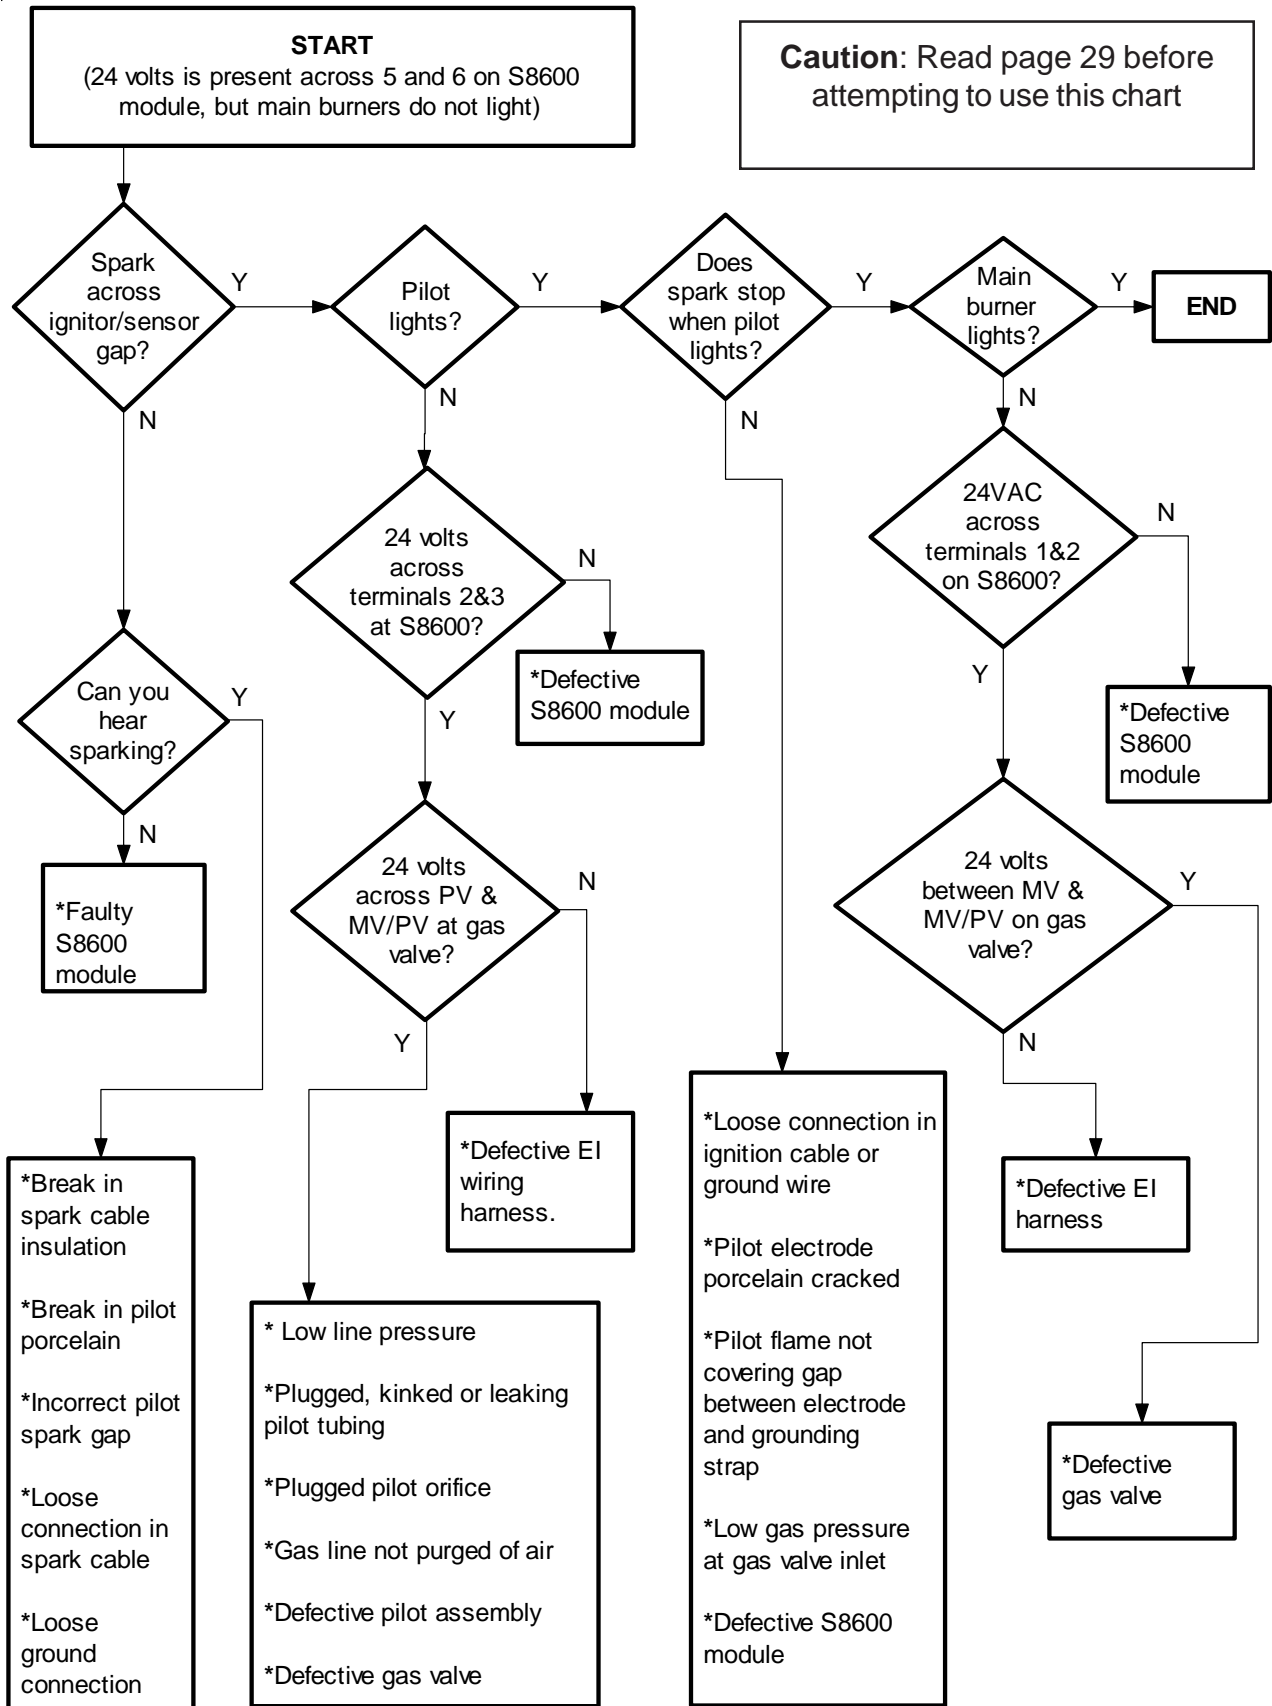 START
(24 volts is present across 5 and 6 on S8600
module, but main burners do not light)
Caution: Read page 29 before
attempting to use this chart
Spark
across
ignitor/sensor
gap?
Y
N
Pilot
lights?
Y
N
Does
spark stop
when pilot
lights?
Y
N
Main
burner
lights?
Y
N
END
24 volts
across
terminals 2&3
at S8600?
N
Y
*Defective
S8600 module
24VAC
across
terminals 1&2
on S8600?
N
Y
*Defective
S8600
module
Can you
hear
sparking?
Y
N
*Faulty
S8600
module
24 volts
across PV &
MV/PV at gas
valve?
N
Y
24 volts
between MV &
MV/PV on gas
valve?
Y
N
*Break in
spark cable
insulation
*Break in pilot
porcelain
*Incorrect pilot
spark gap
*Loose
connection in
spark cable
*Loose
ground
connection
* Low line pressure
*Plugged, kinked or leaking
pilot tubing
*Plugged pilot orifice
*Gas line not purged of air
*Defective pilot assembly
*Defective gas valve
*Defective EI
wiring
harness.
*Loose connection in
ignition cable or
ground wire
*Pilot electrode
porcelain cracked
*Pilot flame not
covering gap
between electrode
and grounding
strap
*Low gas pressure
at gas valve inlet
*Defective S8600
module
*Defective EI
harness
*Defective
gas valve